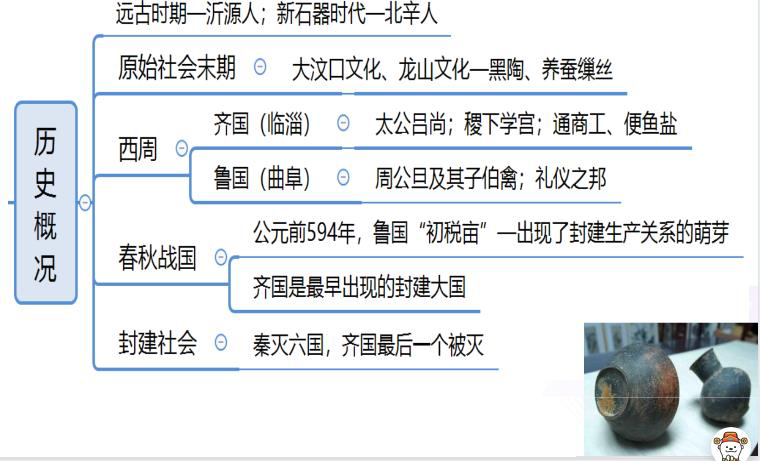 远古时期—沂源人；新石器时代—北辛人
原始社会末期
大汶口文化、龙山文化—黑陶、养蚕缫丝
历史概况
西周
齐国（临淄）
太公吕尚；稷下学宫；通商工、便鱼盐
鲁国（曲阜）
周公旦及其子伯禽；礼仪之邦
春秋战国
公元前594年，鲁国“初税亩”—出现了封建生产关系的萌芽
齐国是最早出现的封建大国
封建社会
秦灭六国，齐国最后一个被灭